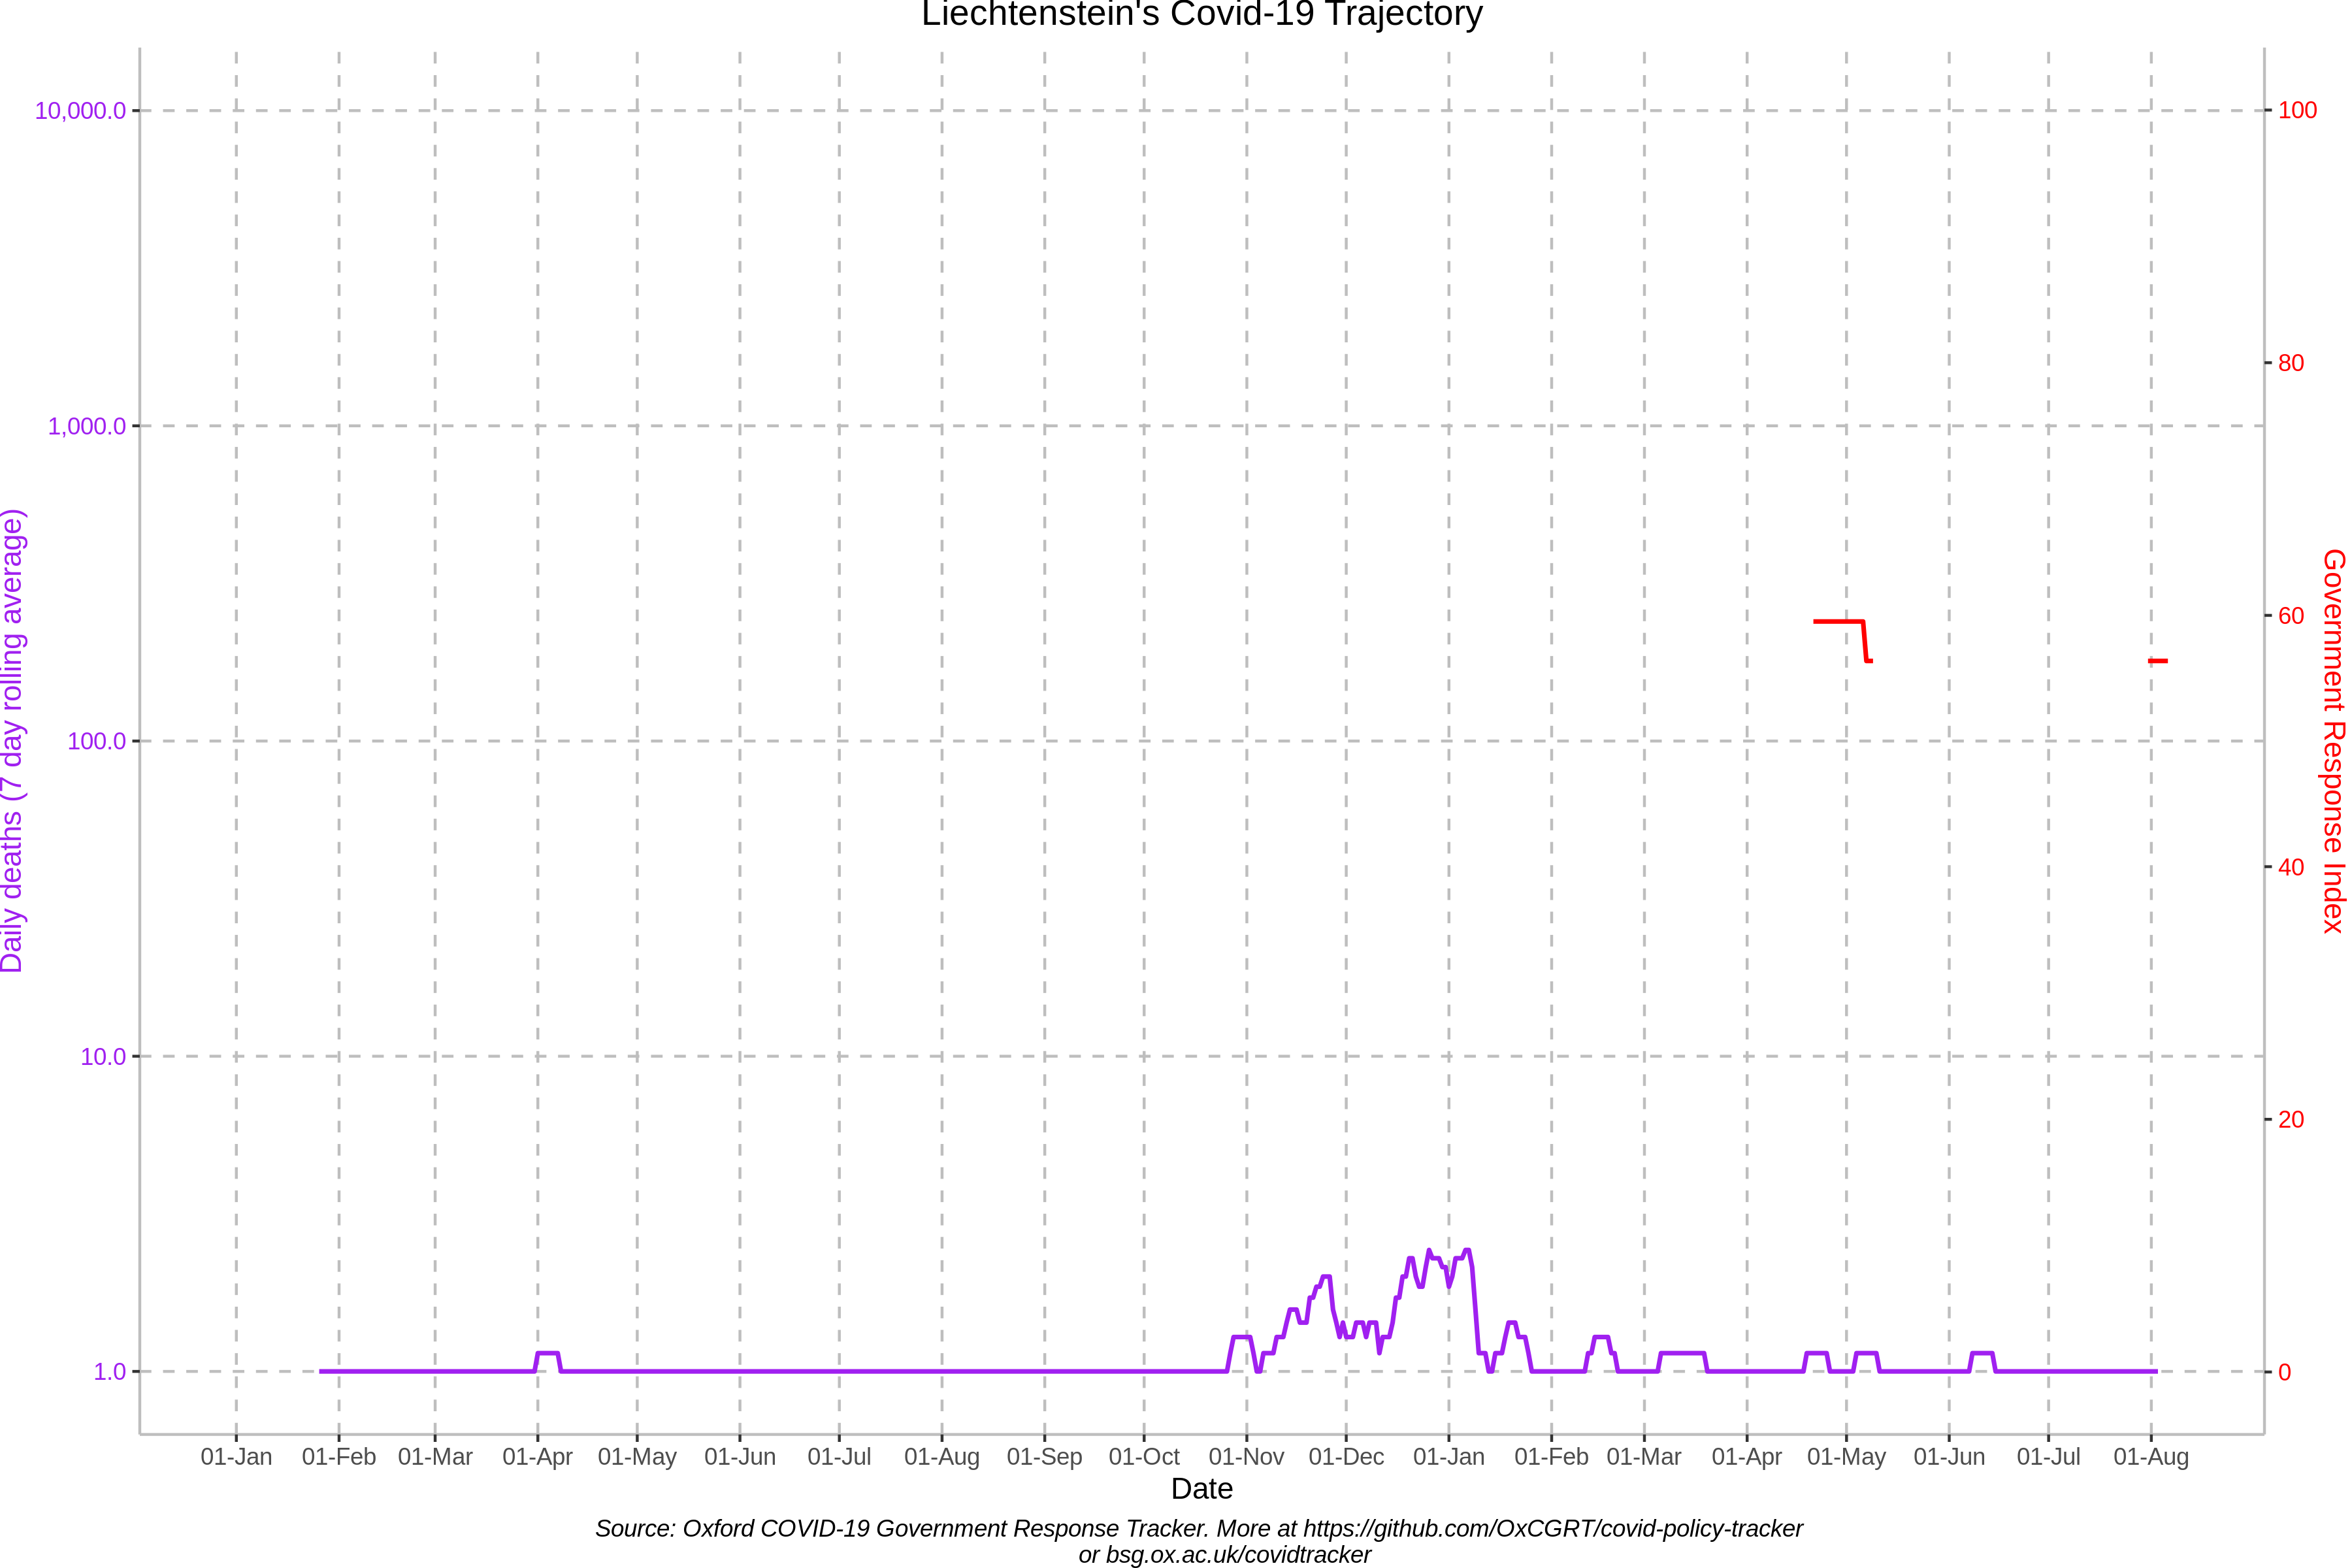 Liechtenstein's Covid-19 Trajectory
10,000.0
1,000.0
100.0
10.0
1.0
Daily deaths (7 day rolling average)
100
80
60
40
20
0
Government Response Index
01-Jan 01-Feb 01-Mar 01-Apr 01-May 01-Jun 01-Jul 01-Aug 01-Sep 01-Oct 01-Nov 01-Dec 01-Jan 01-Feb 01-Mar 01-Apr 01-May 01-Jun 01-Jul 01-Aug
Date
Source: Oxford COVID-19 Government Response Tracker. More at https://github.com/OxCGRT/covid-policy-tracker
or bsg.ox.ac.uk/covidtracker